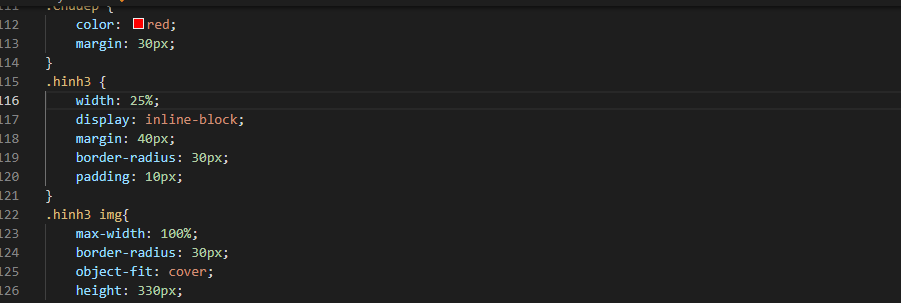 112 color: red;
113 margin: 30px;
114 }
115 .hinh3 {
116 width: 25%;
117 display: inline-block;
118 margin: 40px;
119 border-radius: 30px;
120 padding: 10px;
121 }
122 .hinh3 img{
123 max-width: 100%;
124 border-radius: 30px;
125 object-fit: cover;
126 height: 330px;